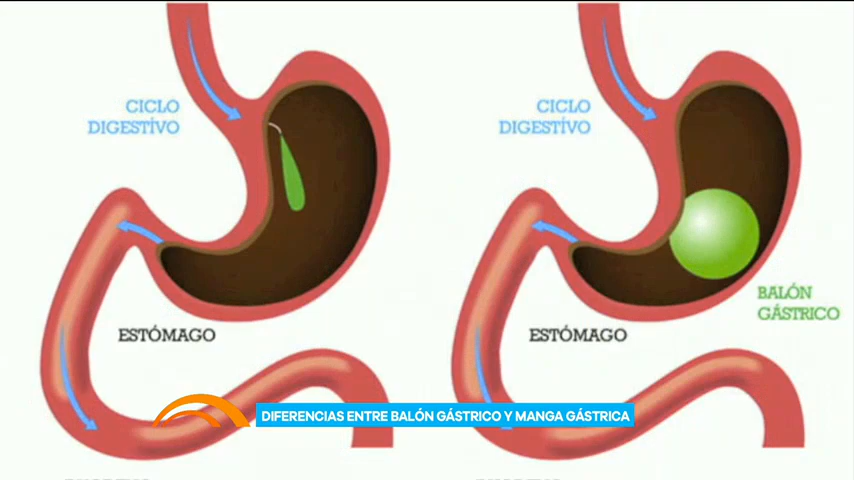 CICLO
DIGESTÍVO
CICLO
DIGESTÍVO
BALÓN
GÁSTRICO
ESTÓMAGO
ESTÓMAGO
DIFERENCIAS ENTRE BALÓN GÁSTRICO Y MANGA GÁSTRICA